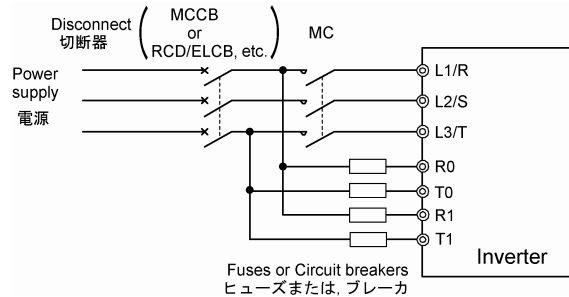 Disconnect
切断器
MCCB
or
RCD/ELCB, etc.
MC
Power
supply
電源
L1/R
L2/S
L3/T
R0
T0
R1
T1
Inverter
Fuses or Circuit breakers
ヒューズまたは, ブレーカ